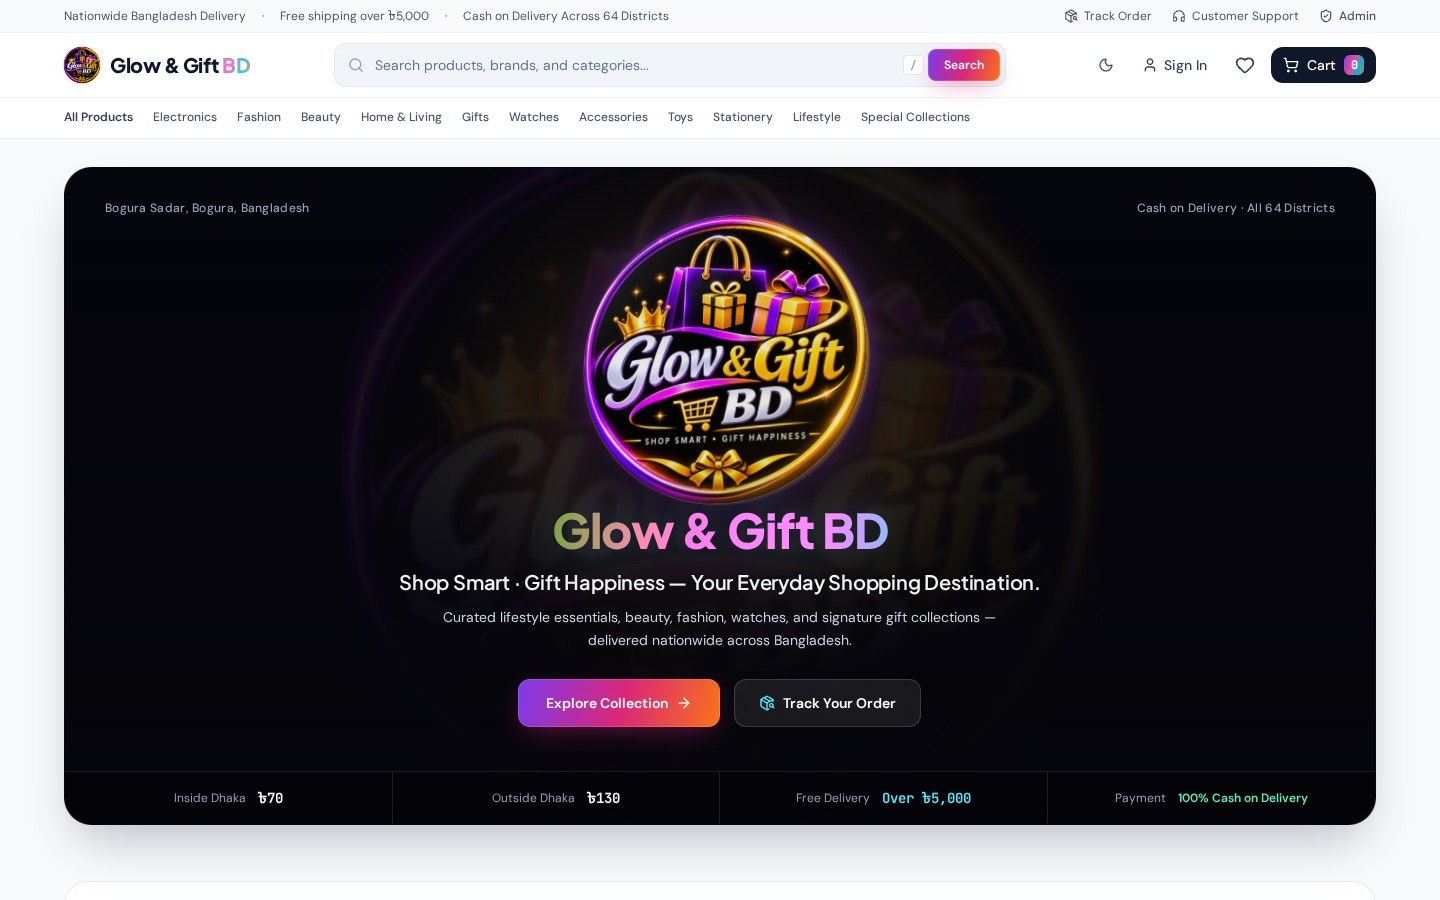 Nationwide Bangladesh Delivery · Free shipping over ৳5,000 · Cash on Delivery Across 64 Districts
Track Order Customer Support Admin
Glow & Gift BD
Glow & Gift BD
Search products, brands, and categories...
/
Search
Sign In
Cart 0
All Products Electronics Fashion Beauty Home & Living Gifts Watches Accessories Toys Stationery Lifestyle Special Collections
Bogura Sadar, Bogura, Bangladesh
Cash on Delivery · All 64 Districts
Glow & Gift
BD
SHOP SMART • GIFT HAPPINESS
Glow & Gift
Glow & Gift BD
Shop Smart · Gift Happiness — Your Everyday Shopping Destination.
Curated lifestyle essentials, beauty, fashion, watches, and signature gift collections —
delivered nationwide across Bangladesh.
Explore Collection
Track Your Order
Inside Dhaka ৳70
Outside Dhaka ৳130
Free Delivery Over ৳5,000
Payment 100% Cash on Delivery